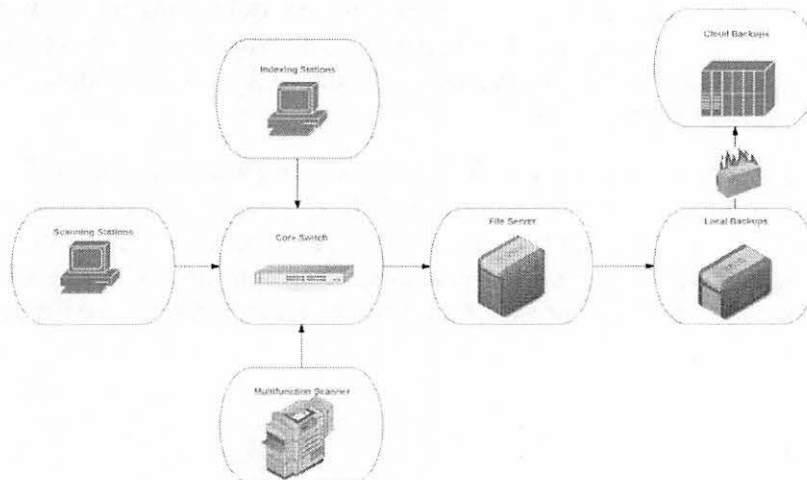 Cloud Backups
Indexing Stations
Scanning Stations
Core Switch
File Server
Local Backups
Multifunction Scanner